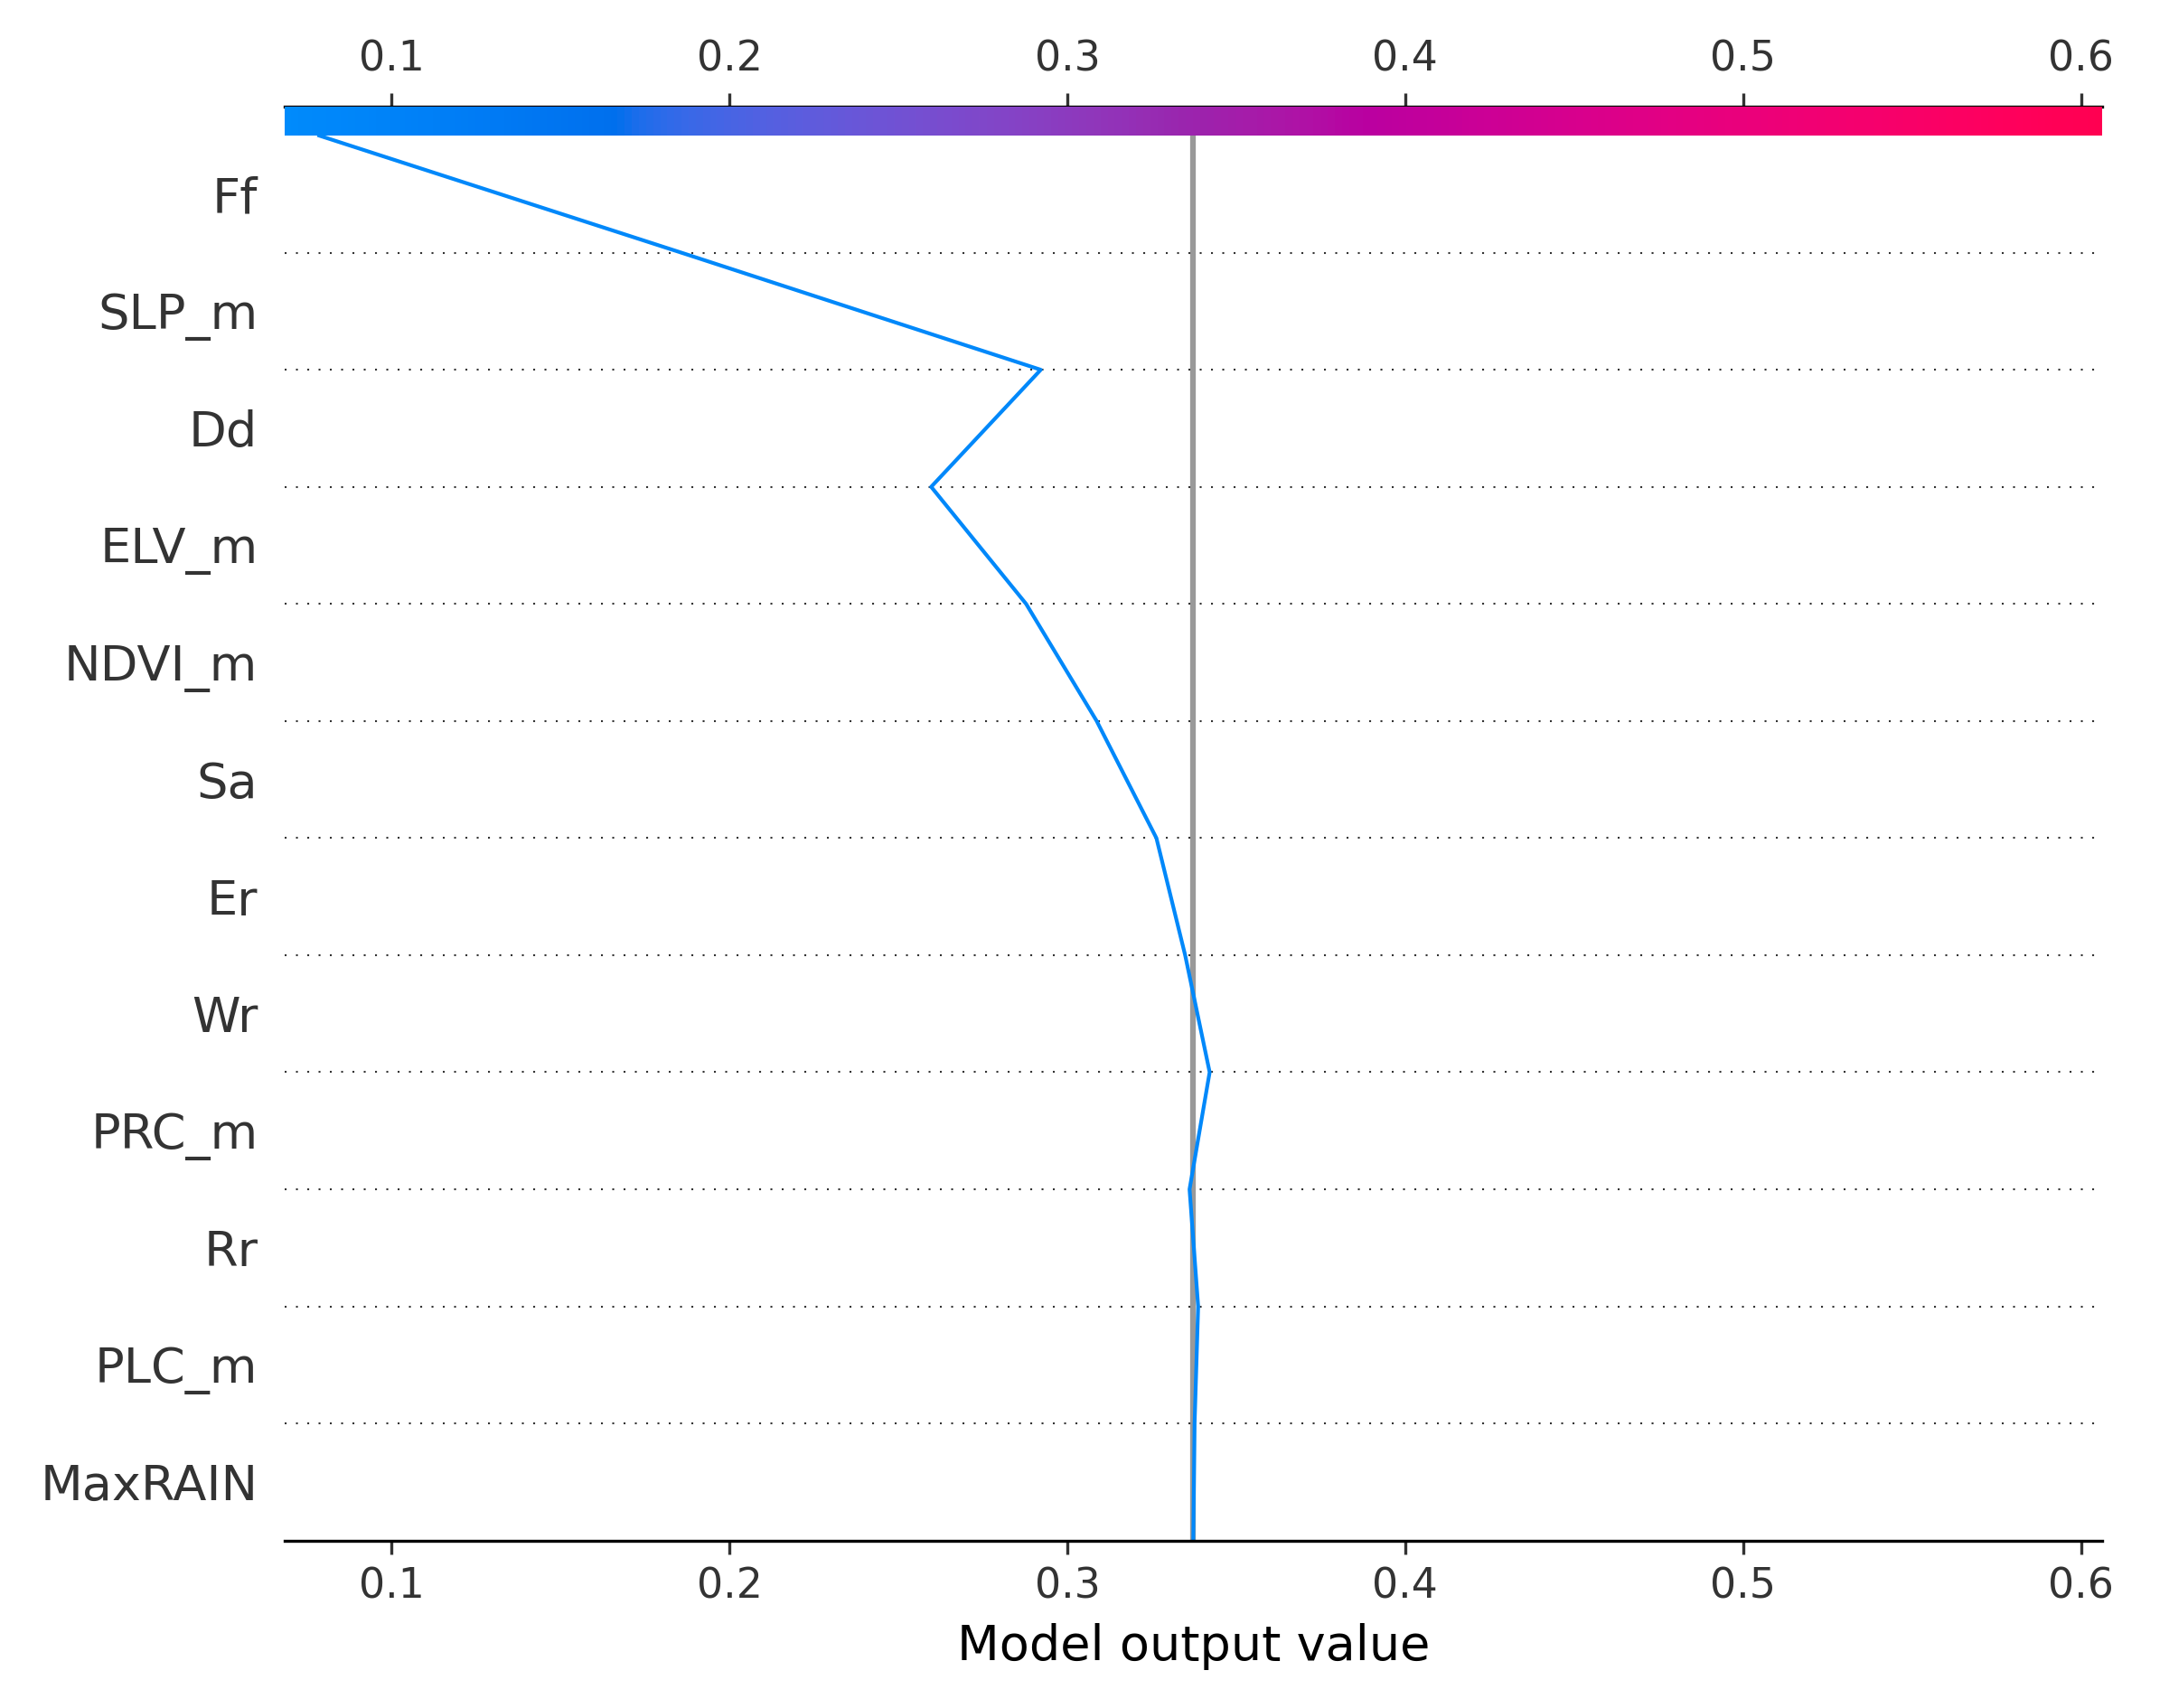 0.1 0.2 0.3 0.4 0.5 0.6
Ff
SLP_m
Dd
ELV_m
NDVI_m
Sa
Er
Wr
PRC_m
Rr
PLC_m
MaxRAIN
0.1 0.2 0.3 0.4 0.5 0.6
Model output value